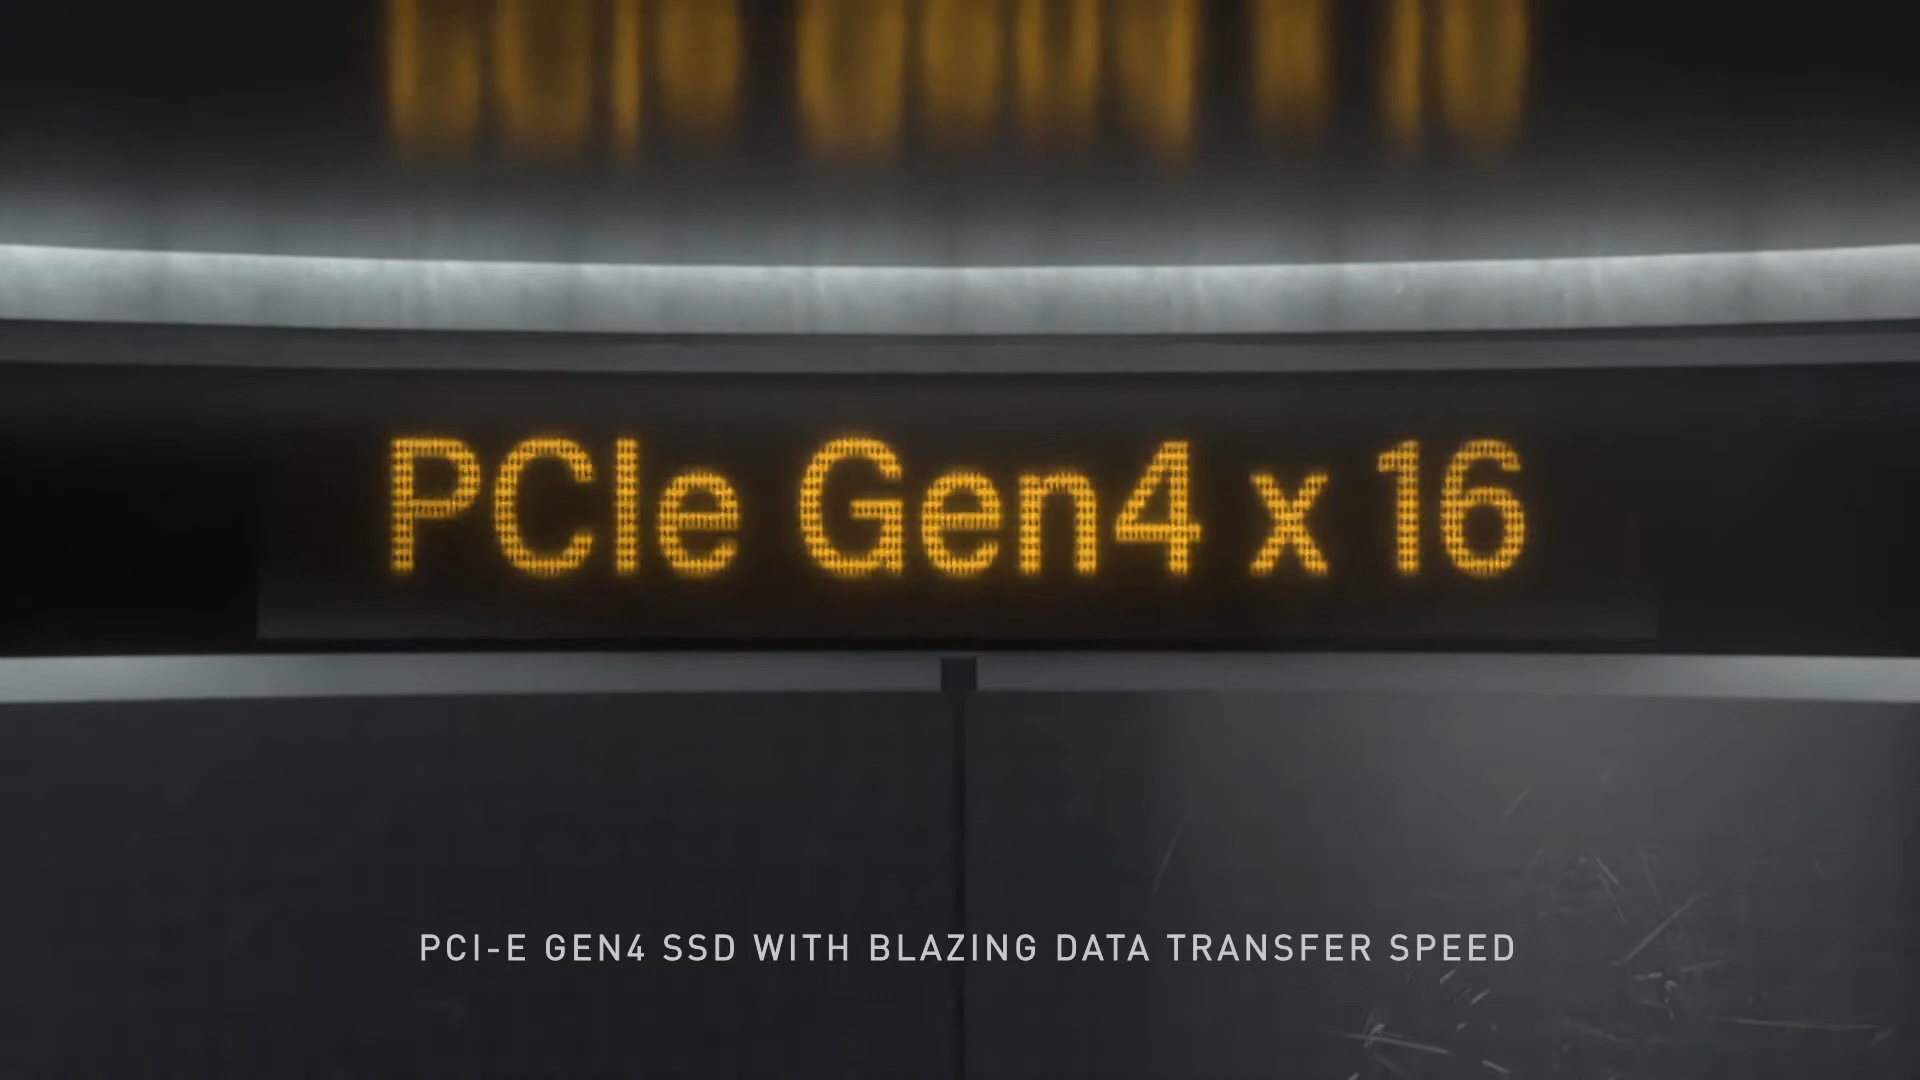 PCIe Gen4 x 16
PCI-E GEN4 SSD WITH BLAZING DATA TRANSFER SPEED